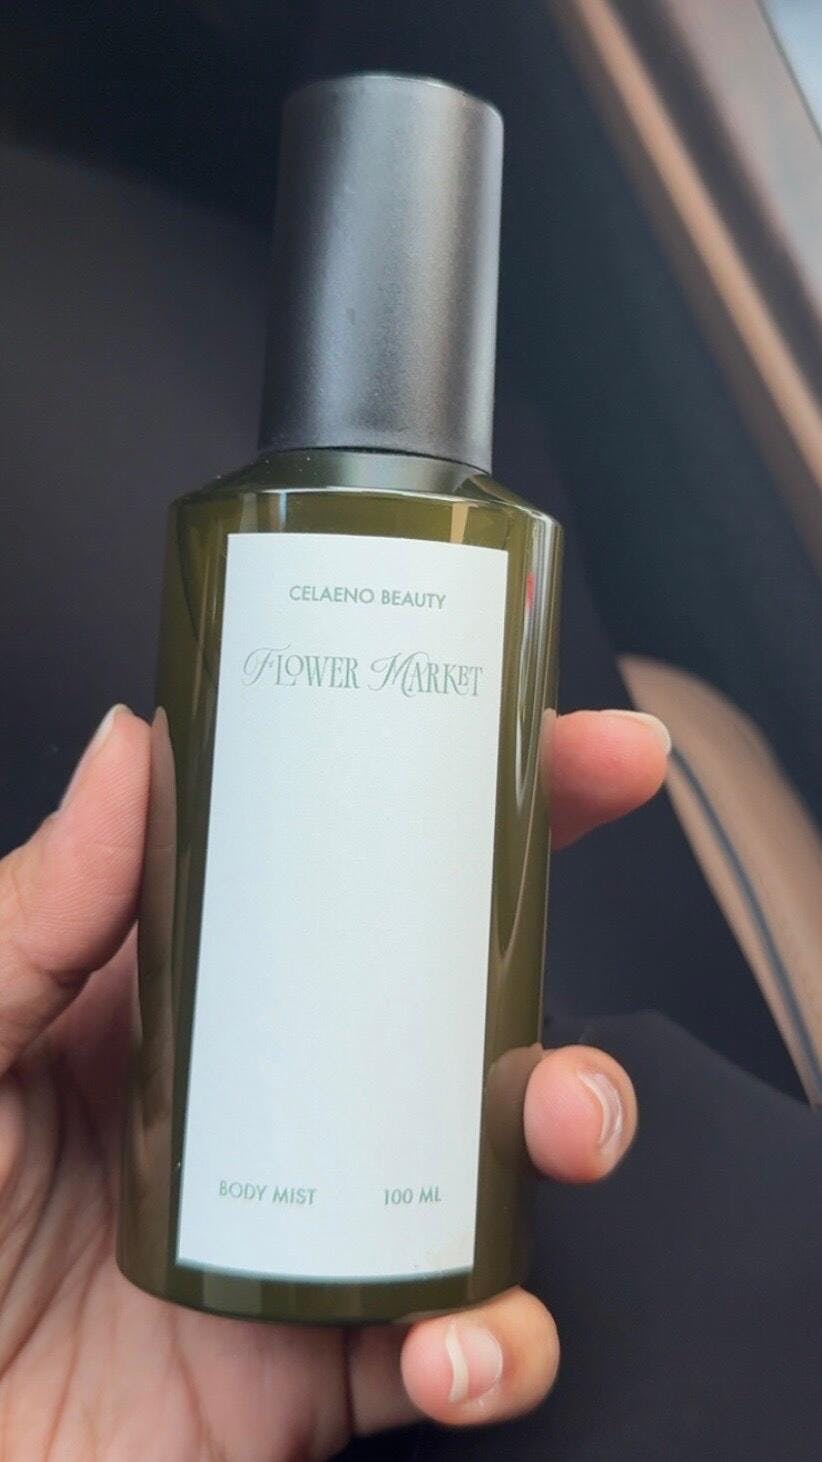 CELAENO BEAUTY
FLOWER MARKET
BODY MIST 100 ML